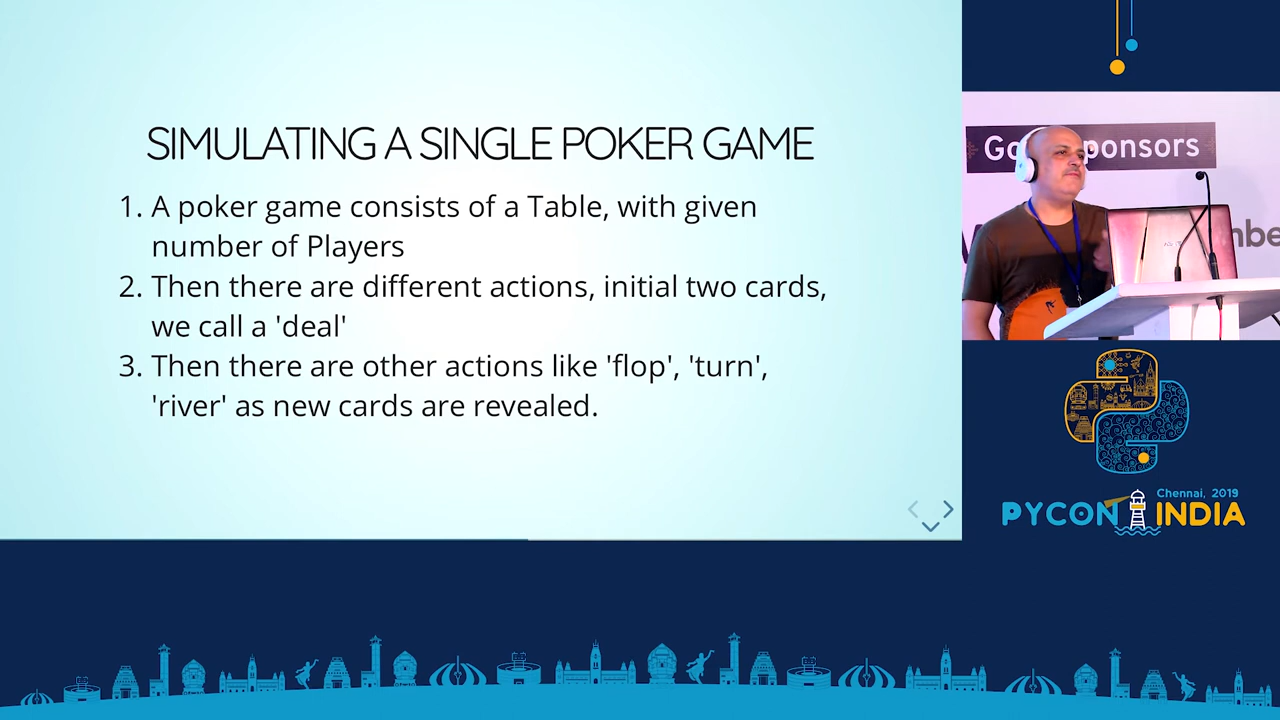 SIMULATING A SINGLE POKER GAME
1. A poker game consists of a Table, with given
number of Players
2. Then there are different actions, initial two cards,
we call a 'deal'
3. Then there are other actions like 'flop', 'turn',
'river' as new cards are revealed.
Chennai, 2019
PYCON INDIA